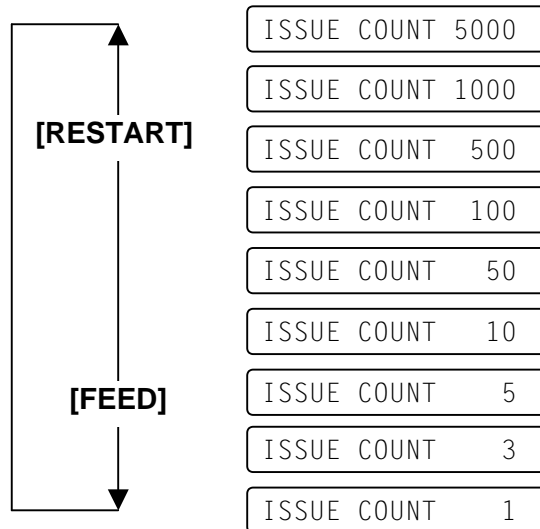 ISSUE COUNT 5000
ISSUE COUNT 1000
[RESTART]
ISSUE COUNT 500
ISSUE COUNT 100
ISSUE COUNT 50
ISSUE COUNT 10
[FEED]
ISSUE COUNT 5
ISSUE COUNT 3
ISSUE COUNT 1